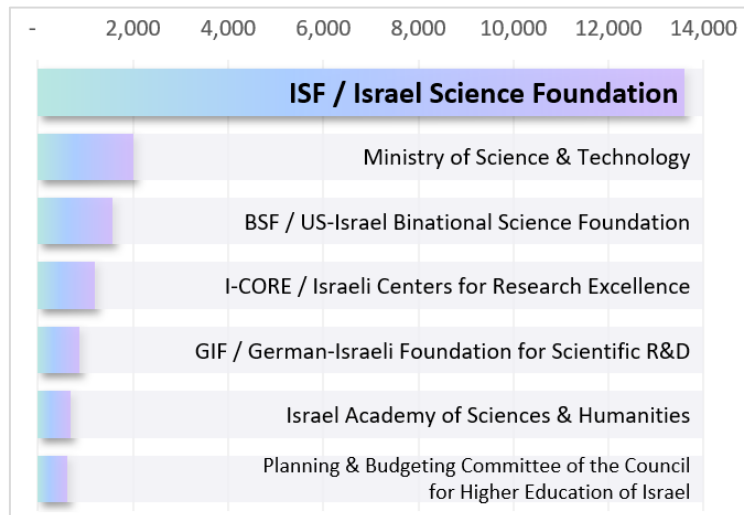 - 2,000 4,000 6,000 8,000 10,000 12,000 14,000
ISF / Israel Science Foundation
Ministry of Science & Technology
BSF / US-Israel Binational Science Foundation
I-CORE / Israeli Centers for Research Excellence
GIF / German-Israeli Foundation for Scientific R&D
Israel Academy of Sciences & Humanities
Planning & Budgeting Committee of the Council
for Higher Education of Israel